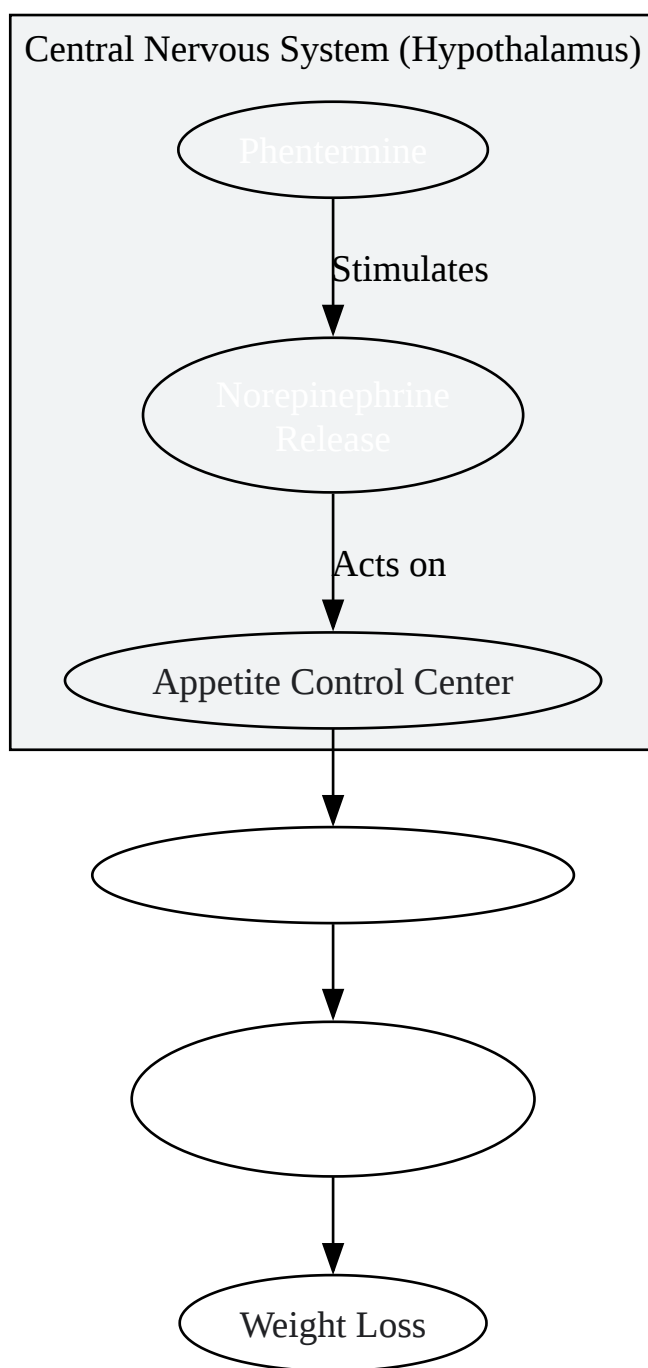 Central Nervous System (Hypothalamus)
Phentermine
Stimulates
Norepinephrine
Release
Acts on
Appetite Control Center
Weight Loss